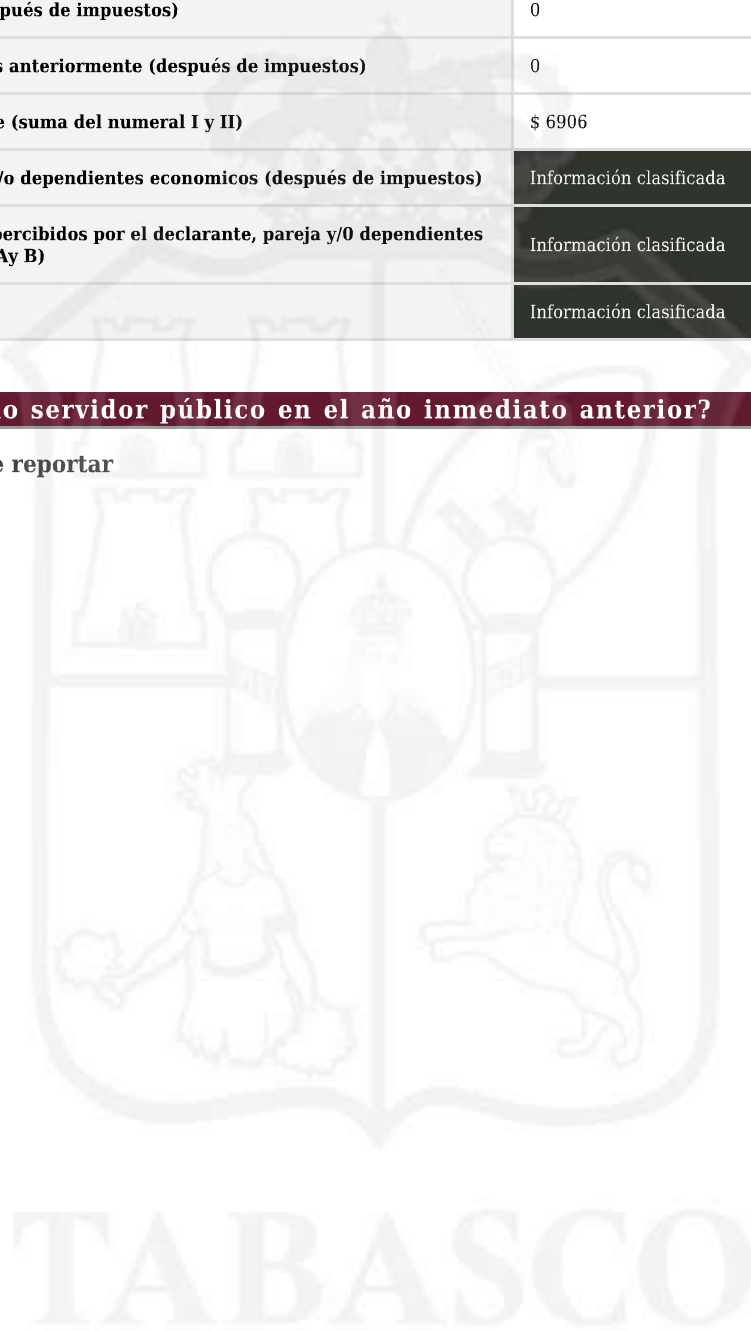 pués de impuestos) 0
s anteriormente (después de impuestos) 0
e (suma del numeral I y II) $ 6906
/o dependientes economicos (después de impuestos) Información clasificada
percibidos por el declarante, pareja y/0 dependientes
Ay B) Información clasificada
Información clasificada
lo servidor público en el año inmediato anterior?
e reportar
TABASCO